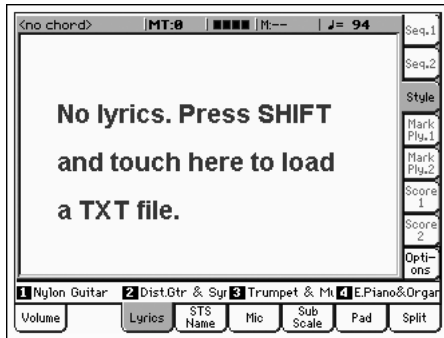 <no chord> MT:0 M:-- ♩= 94
Seq.1
Seq.2
Style
Mark
Ply.1
Mark
Ply.2
Score
1
Score
2
Opti-
ons
No lyrics. Press SHIFT
and touch here to load
a TXT file.
1 Nylon Guitar 2 Dist.Gtr & Syn 3 Trumpet & Mu 4 E.Piano&Organ
Volume Lyrics STS Name Mic Sub Scale Pad Split